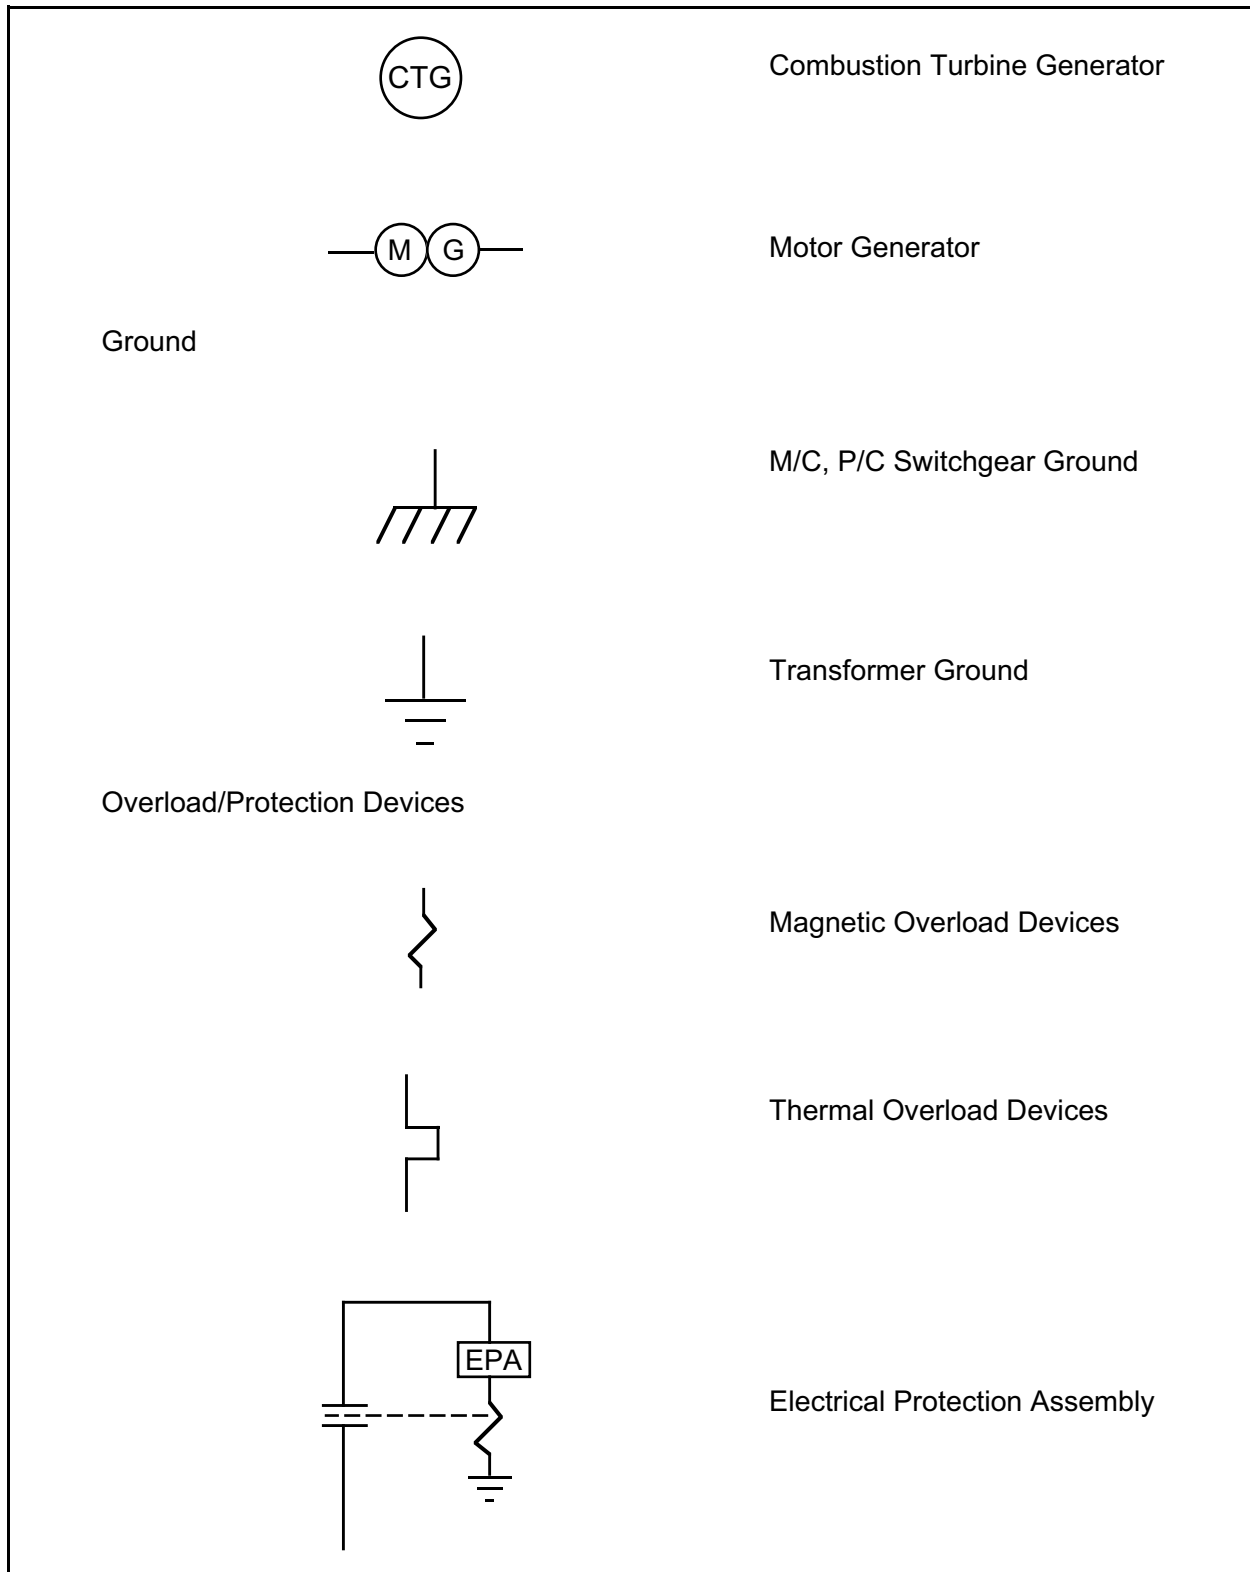 CTG
Combustion Turbine Generator
M G
Motor Generator
Ground
M/C, P/C Switchgear Ground
Transformer Ground
Overload/Protection Devices
Magnetic Overload Devices
Thermal Overload Devices
EPA
Electrical Protection Assembly